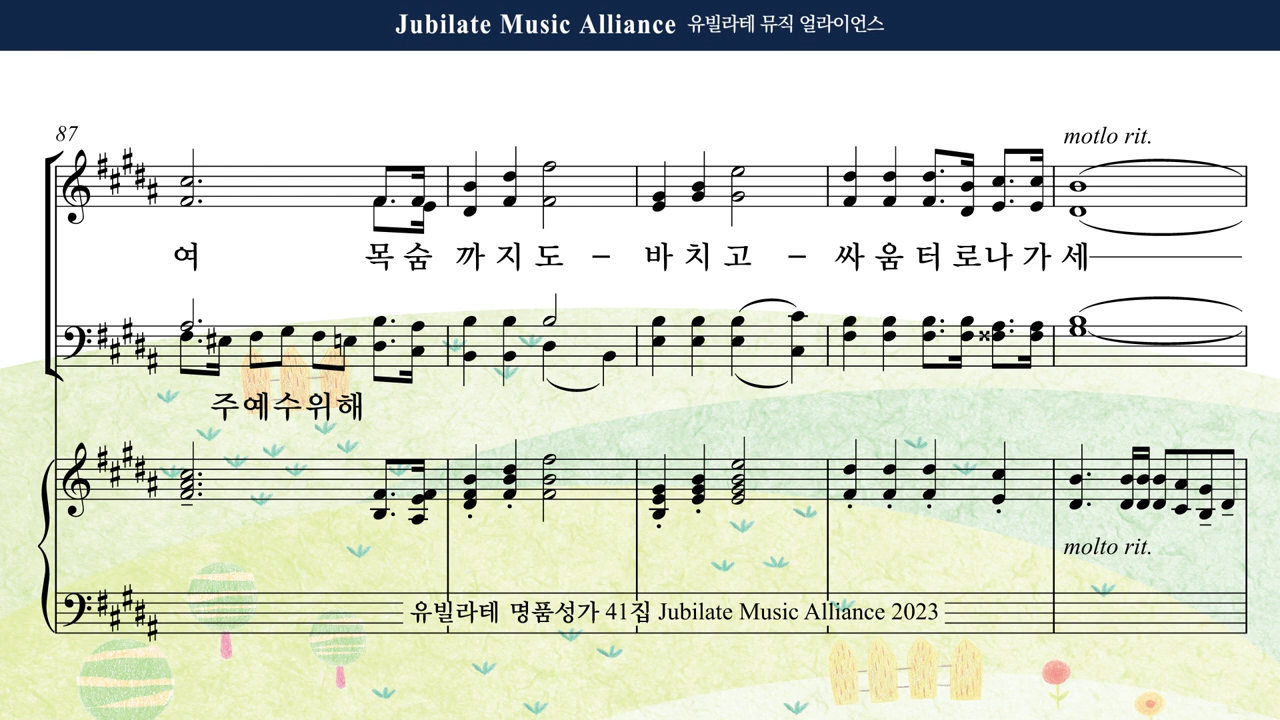 Jubilate Music Alliance 유빌라테 뮤직 얼라이언스
87
motlo rit.
여 목 숨 까 지 도 – 바 치 고 – 싸 움 터 로 나 가 세
주 예 수 위 해
molto rit.
유빌라테 명품성가 41집 Jubilate Music Alliance 2023